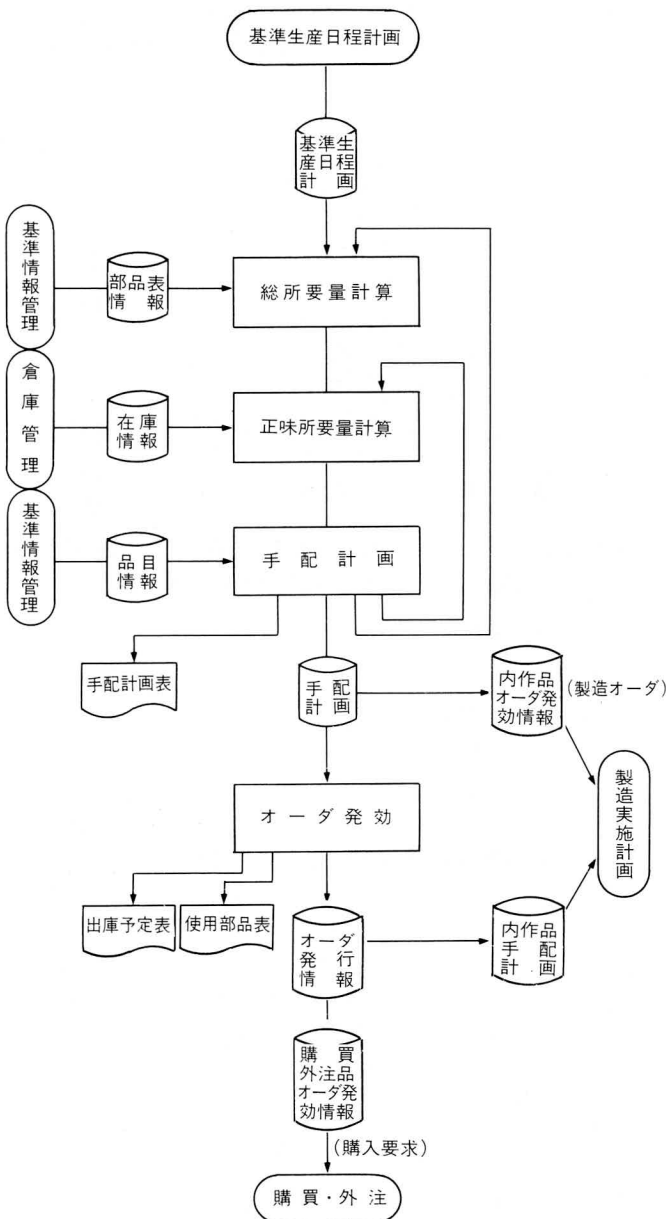 基準生産日程計画
基準生
産日程
計画
基準情報管理
部品表
情報
総所要量計算
倉庫管理
在庫
情報
正味所要量計算
基準情報管理
品目
情報
手配計画
手配計画表
手配
計画
内作品
オーダ発
効情報
(製造オーダ)
製造実施計画
オーダ発効
出庫予定表
使用部品表
オーダ
発行
情報
内作品
手配
計画
購買
外注品
オーダ発
効情報
(購入要求)
購買・外注